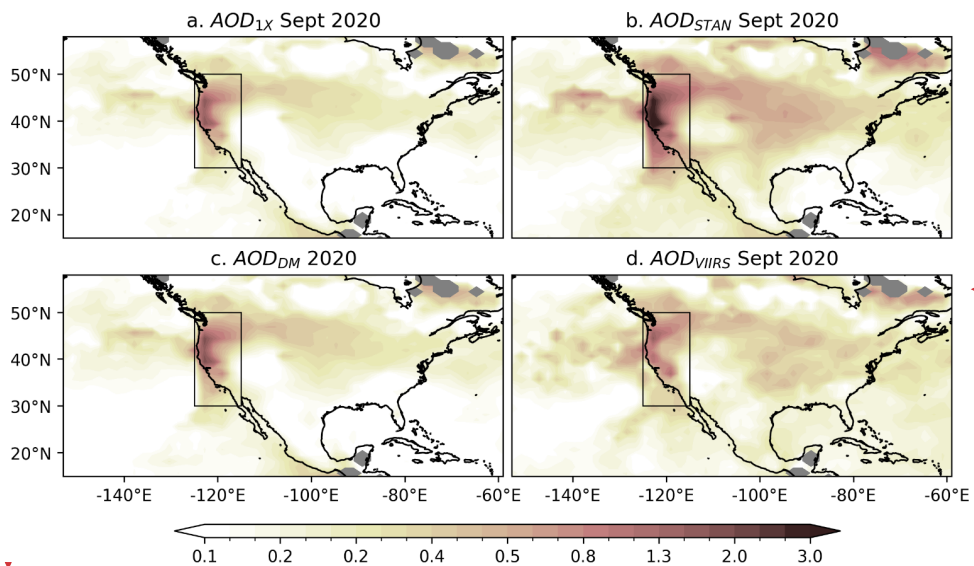 a. AOD1X Sept 2020
b. AODSTAN Sept 2020
50°N
40°N
30°N
20°N
c. AODDM 2020
d. AODVIIRS Sept 2020
50°N
40°N
30°N
20°N
-140°E -120°E -100°E -80°E -60°E -140°E -120°E -100°E -80°E -60°E
0.1 0.2 0.2 0.4 0.5 0.8 1.3 2.0 3.0